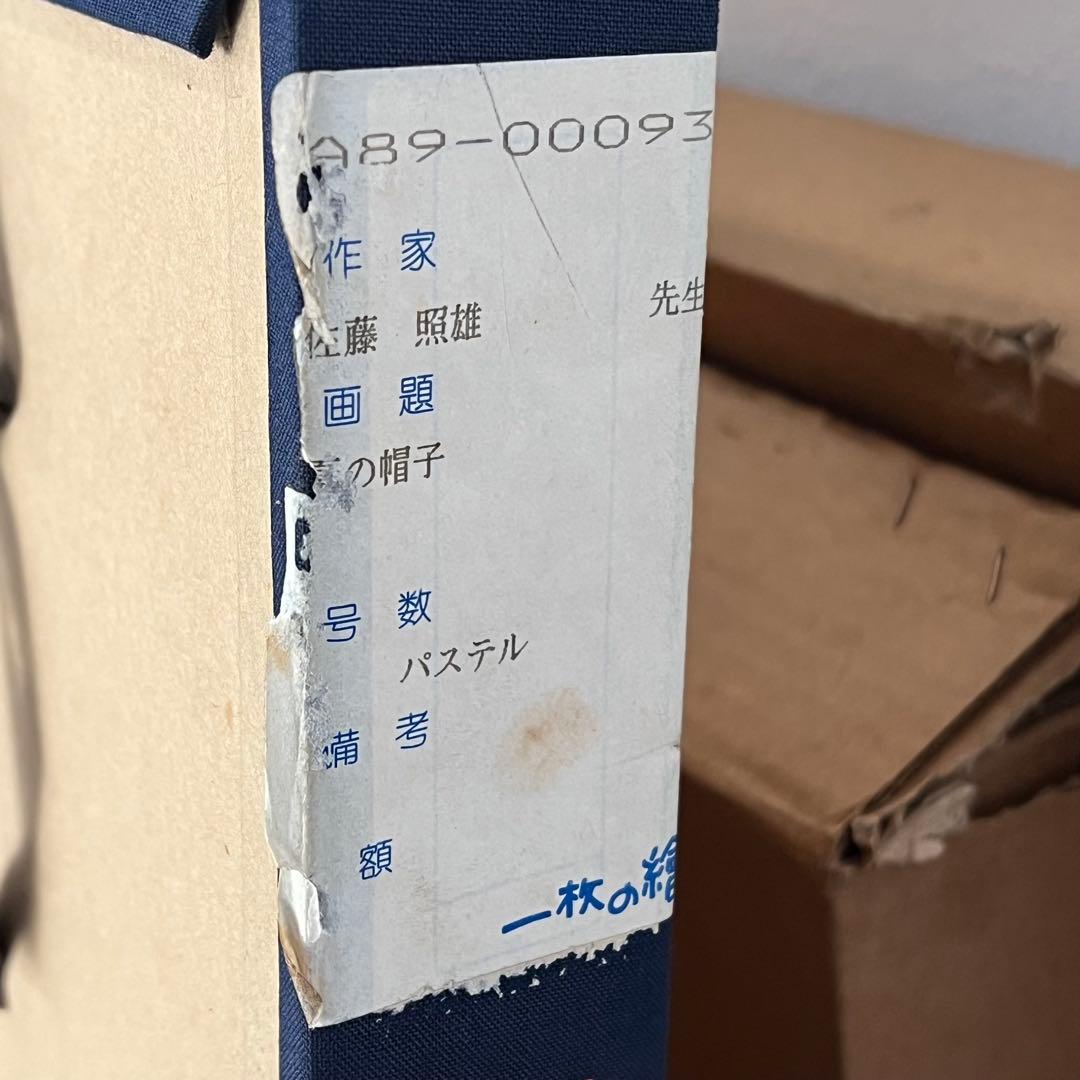 A89-00093
作家
佐藤 照雄 先生
画題
の帽子
号数
パステル
備考
額
一枚の繪